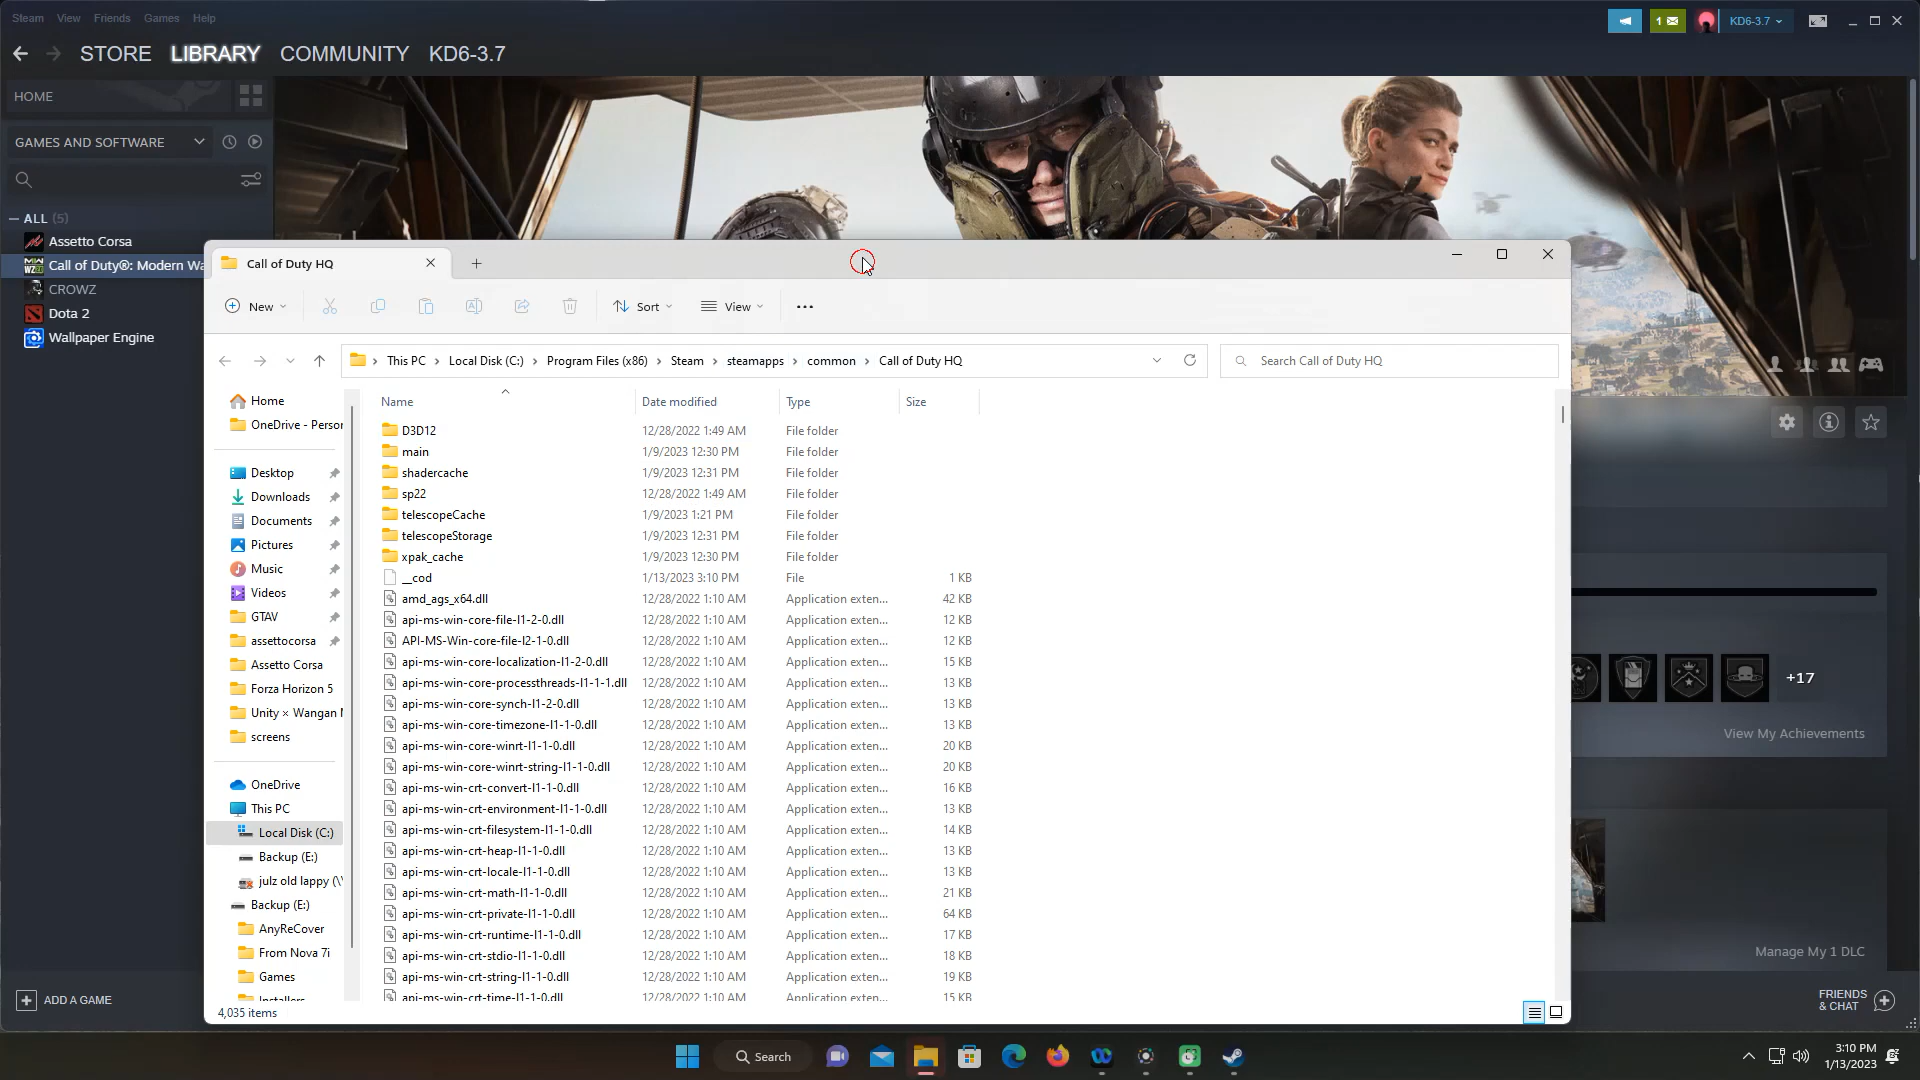 Steam View Friends Games Help
1
KD6-3.7
STORE LIBRARY COMMUNITY KD6-3.7
HOME
GAMES AND SOFTWARE
ALL (5)
Assetto Corsa
Call of Duty®: Modern Wa
CROWZ
Dota 2
Wallpaper Engine
Call of Duty HQ
New
Sort
View
This PC > Local Disk (C:) > Program Files (x86) > Steam > steamapps > common > Call of Duty HQ
Search Call of Duty HQ
Home
OneDrive - Persor
Desktop
Downloads
Documents
Pictures
Music
Videos
GTAV
assettocorsa
Assetto Corsa
Forza Horizon 5
Unity × Wangan M
screens
OneDrive
This PC
Local Disk (C:)
Backup (E:)
julz old lappy (\\
Backup (E:)
AnyReCover
From Nova 7i
Games
Installers
Name Date modified Type Size
D3D12 12/28/2022 1:49 AM File folder
main 1/9/2023 12:30 PM File folder
shadercache 1/9/2023 12:31 PM File folder
sp22 12/28/2022 1:49 AM File folder
telescopeCache 1/9/2023 1:21 PM File folder
telescopeStorage 1/9/2023 12:31 PM File folder
xpak_cache 1/9/2023 12:30 PM File folder
__cod 1/13/2023 3:10 PM File 1 KB
amd_ags_x64.dll 12/28/2022 1:10 AM Application exten... 42 KB
api-ms-win-core-file-l1-2-0.dll 12/28/2022 1:10 AM Application exten... 12 KB
API-MS-Win-core-file-l2-1-0.dll 12/28/2022 1:10 AM Application exten... 12 KB
api-ms-win-core-localization-l1-2-0.dll 12/28/2022 1:10 AM Application exten... 15 KB
api-ms-win-core-processthreads-l1-1-1.dll 12/28/2022 1:10 AM Application exten... 13 KB
api-ms-win-core-synch-l1-2-0.dll 12/28/2022 1:10 AM Application exten... 13 KB
api-ms-win-core-timezone-l1-1-0.dll 12/28/2022 1:10 AM Application exten... 13 KB
api-ms-win-core-winrt-l1-1-0.dll 12/28/2022 1:10 AM Application exten... 20 KB
api-ms-win-core-winrt-string-l1-1-0.dll 12/28/2022 1:10 AM Application exten... 20 KB
api-ms-win-crt-convert-l1-1-0.dll 12/28/2022 1:10 AM Application exten... 16 KB
api-ms-win-crt-environment-l1-1-0.dll 12/28/2022 1:10 AM Application exten... 13 KB
api-ms-win-crt-filesystem-l1-1-0.dll 12/28/2022 1:10 AM Application exten... 14 KB
api-ms-win-crt-heap-l1-1-0.dll 12/28/2022 1:10 AM Application exten... 13 KB
api-ms-win-crt-locale-l1-1-0.dll 12/28/2022 1:10 AM Application exten... 13 KB
api-ms-win-crt-math-l1-1-0.dll 12/28/2022 1:10 AM Application exten... 21 KB
api-ms-win-crt-private-l1-1-0.dll 12/28/2022 1:10 AM Application exten... 64 KB
api-ms-win-crt-runtime-l1-1-0.dll 12/28/2022 1:10 AM Application exten... 17 KB
api-ms-win-crt-stdio-l1-1-0.dll 12/28/2022 1:10 AM Application exten... 18 KB
api-ms-win-crt-string-l1-1-0.dll 12/28/2022 1:10 AM Application exten... 19 KB
api-ms-win-crt-time-l1-1-0.dll 12/28/2022 1:10 AM Application exten... 15 KB
4,035 items
+17
View My Achievements
Manage My 1 DLC
ADD A GAME
FRIENDS
& CHAT
Search
3:10 PM
1/13/2023